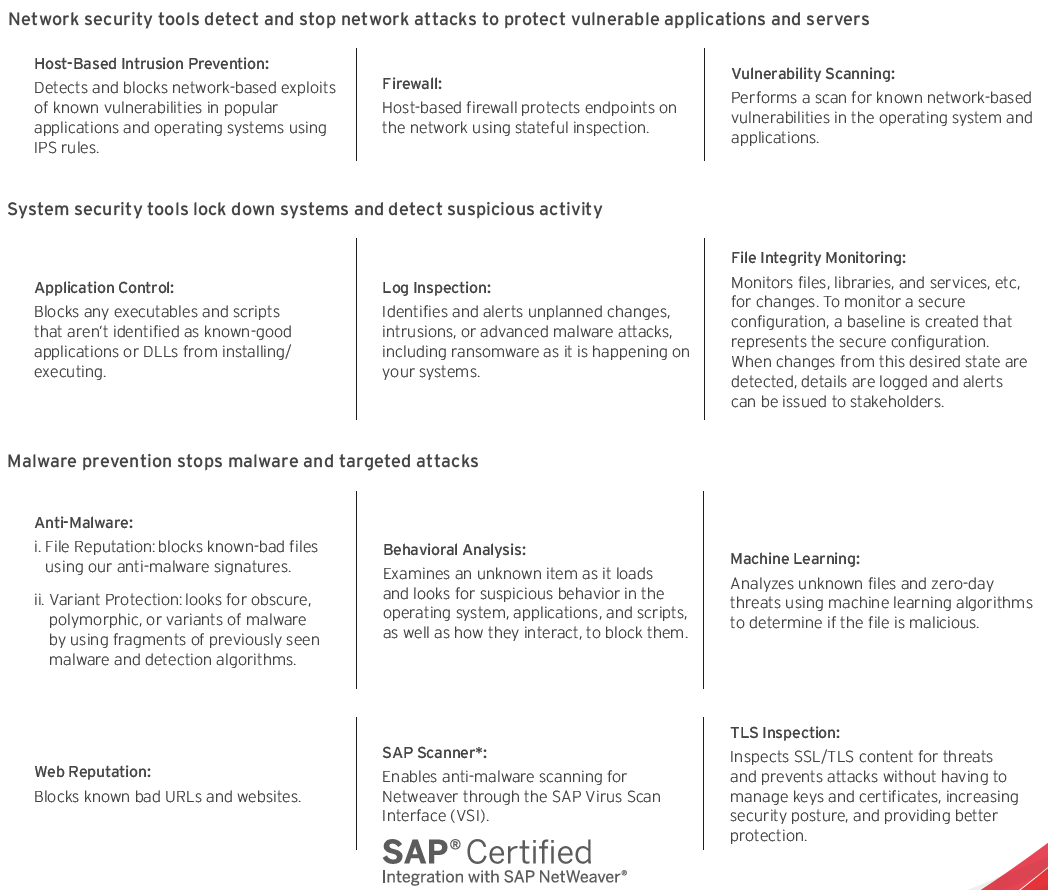 Network security tools detect and stop network attacks to protect vulnerable applications and servers
Host-Based Intrusion Prevention:
Detects and blocks network-based exploits
of known vulnerabilities in popular
applications and operating systems using
IPS rules.
Firewall:
Host-based firewall protects endpoints on
the network using stateful inspection.
Vulnerability Scanning:
Performs a scan for known network-based
vulnerabilities in the operating system and
applications.
System security tools lock down systems and detect suspicious activity
Application Control:
Blocks any executables and scripts
that aren't identified as known-good
applications or DLLs from installing/
executing.
Log Inspection:
Identifies and alerts unplanned changes,
intrusions, or advanced malware attacks,
including ransomware as it is happening on
your systems.
File Integrity Monitoring:
Monitors files, libraries, and services, etc,
for changes. To monitor a secure
configuration, a baseline is created that
represents the secure configuration.
When changes from this desired state are
detected, details are logged and alerts
can be issued to stakeholders.
Malware prevention stops malware and targeted attacks
Anti-Malware:
i. File Reputation: blocks known-bad files
using our anti-malware signatures.
ii. Variant Protection: looks for obscure,
polymorphic, or variants of malware
by using fragments of previously seen
malware and detection algorithms.
Behavioral Analysis:
Examines an unknown item as it loads
and looks for suspicious behavior in the
operating system, applications, and scripts,
as well as how they interact, to block them.
Machine Learning:
Analyzes unknown files and zero-day
threats using machine learning algorithms
to determine if the file is malicious.
Web Reputation:
Blocks known bad URLs and websites.
SAP Scanner*:
Enables anti-malware scanning for
Netweaver through the SAP Virus Scan
Interface (VSI).
SAP® Certified
Integration with SAP NetWeaver®
TLS Inspection:
Inspects SSL/TLS content for threats
and prevents attacks without having to
manage keys and certificates, increasing
security posture, and providing better
protection.